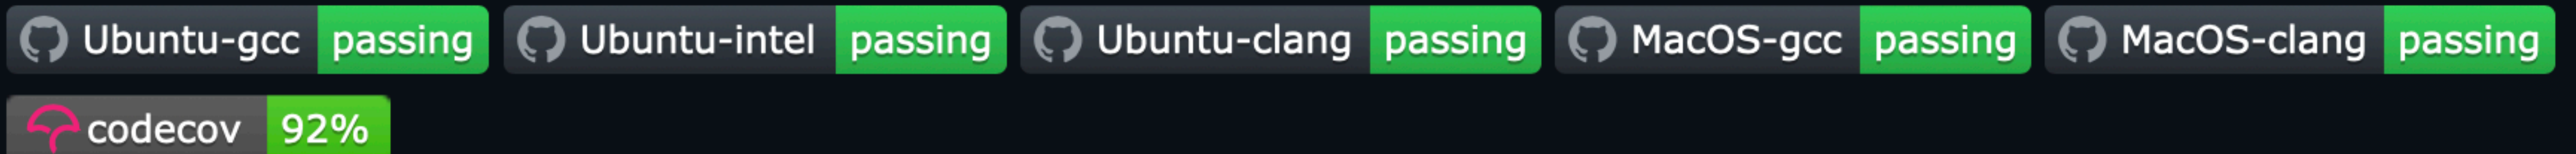 Ubuntu-gcc passing Ubuntu-intel passing Ubuntu-clang passing MacOS-gcc passing MacOS-clang passing
codecov 92%